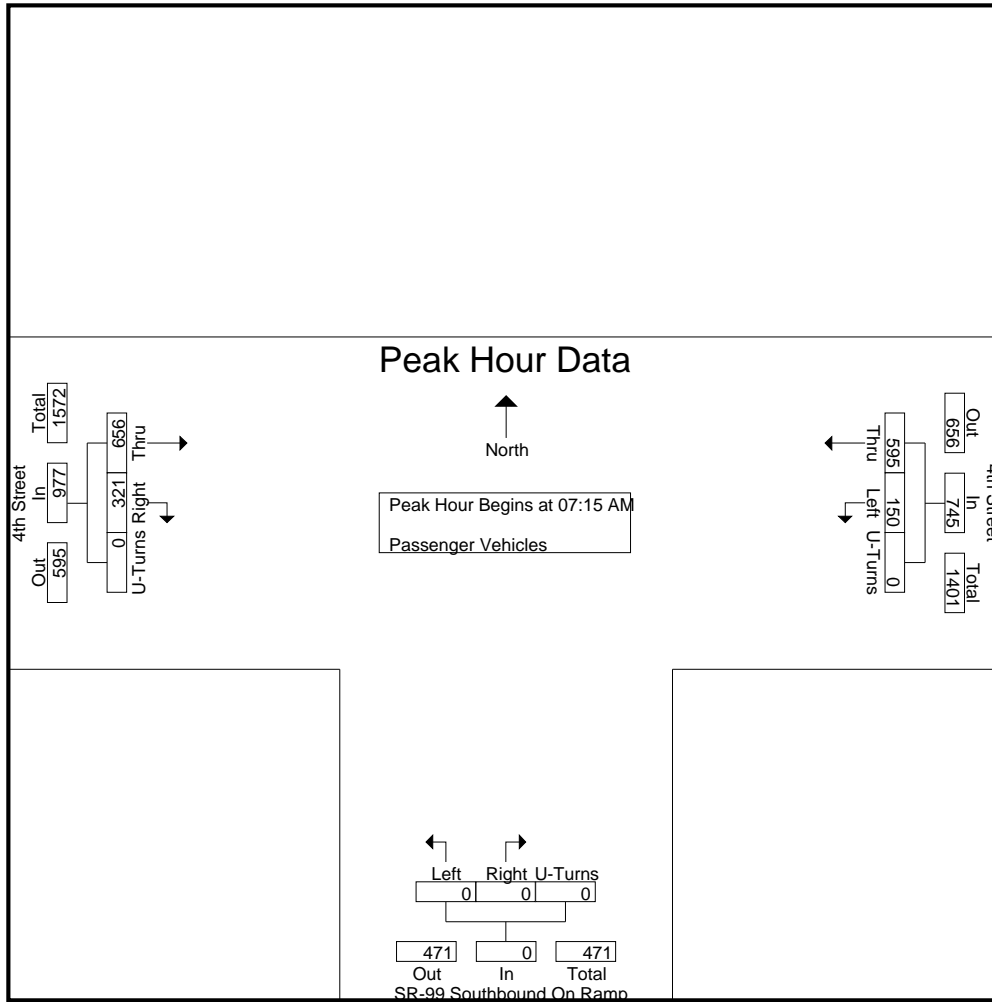 Peak Hour Data
North
Peak Hour Begins at 07:15 AM
Passenger Vehicles
4th Street
Total
1572
In
977
Out
595
Thru
656
Right
321
U-Turns
0
Out
656
In
745
Total
1401
4th Street
Thru
595
Left
150
U-Turns
0
Left Right U-Turns
0 0 0
471 0 471
Out In Total
SR-99 Southbound On Ramp